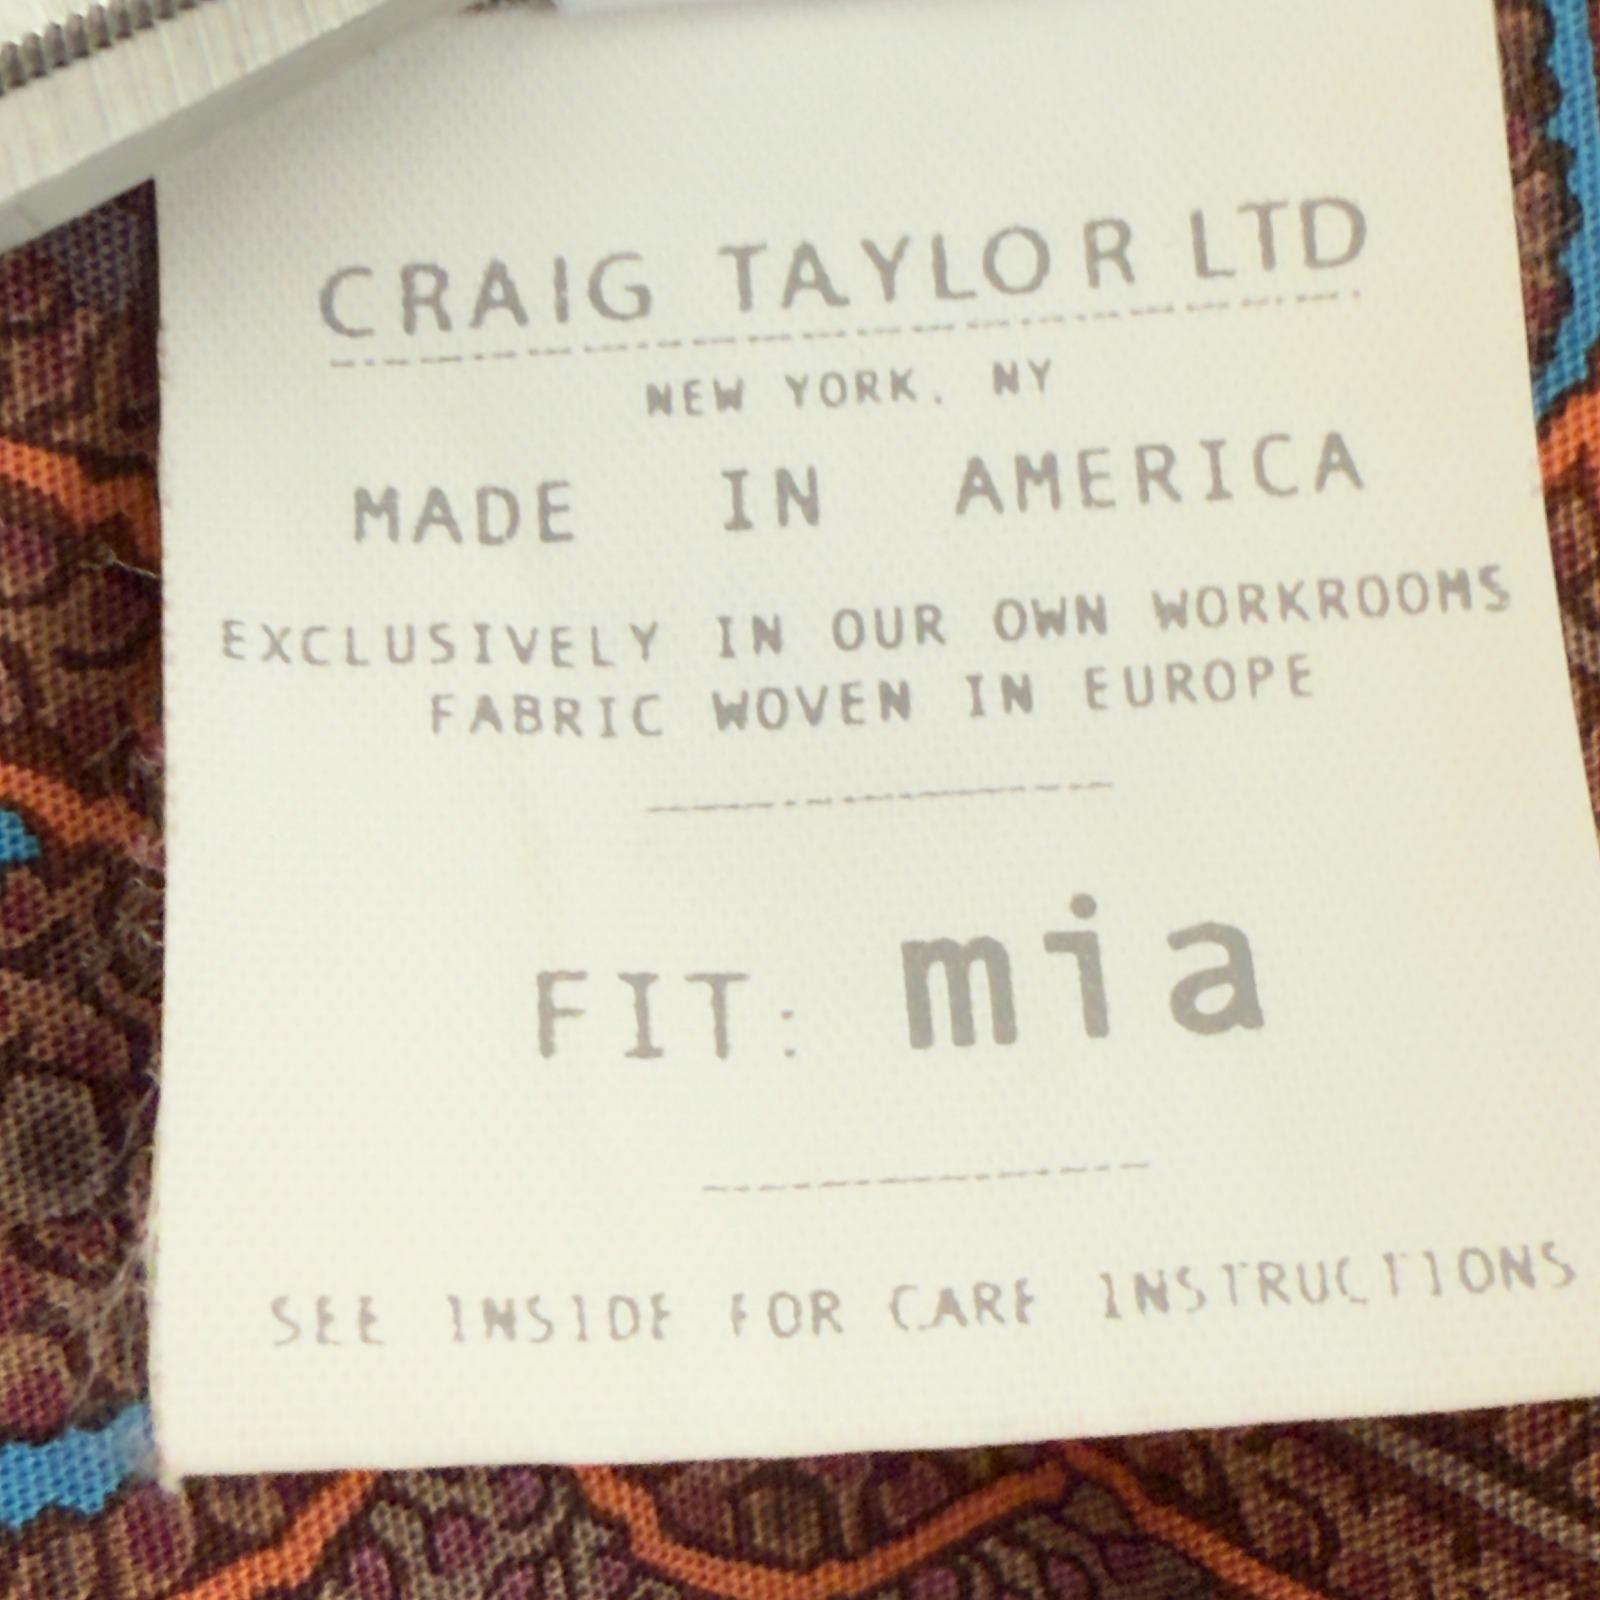 CRAIG TAYLOR LTD
NEW YORK, NY
MADE IN AMERICA
EXCLUSIVELY IN OUR OWN WORKROOMS
FABRIC WOVEN IN EUROPE
FIT: mia
SEE INSIDE FOR CARE INSTRUCTIONS